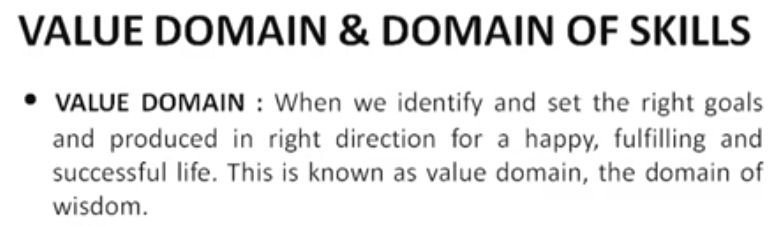 VALUE DOMAIN & DOMAIN OF SKILLS
• VALUE DOMAIN : When we identify and set the right goals
and produced in right direction for a happy, fulfilling and
successful life. This is known as value domain, the domain of
wisdom.